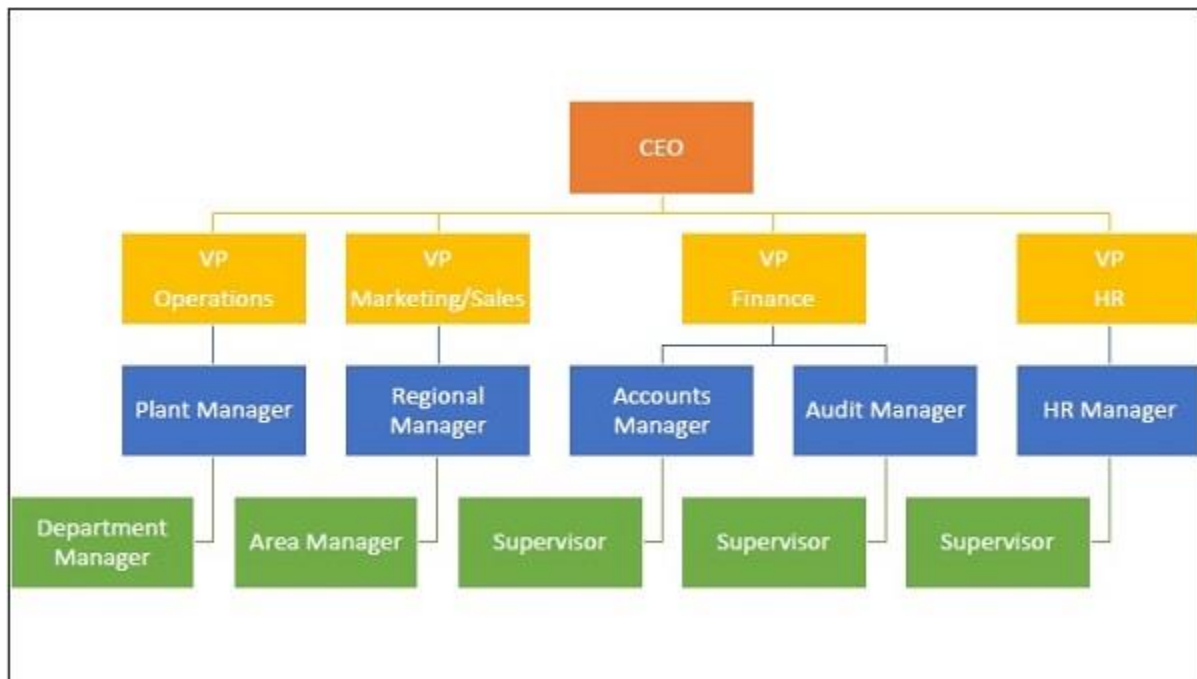 CEO
VP
Operations
VP
Marketing/Sales
VP
Finance
VP
HR
Plant Manager
Regional
Manager
Accounts
Manager
Audit Manager
HR Manager
Department
Manager
Area Manager
Supervisor
Supervisor
Supervisor